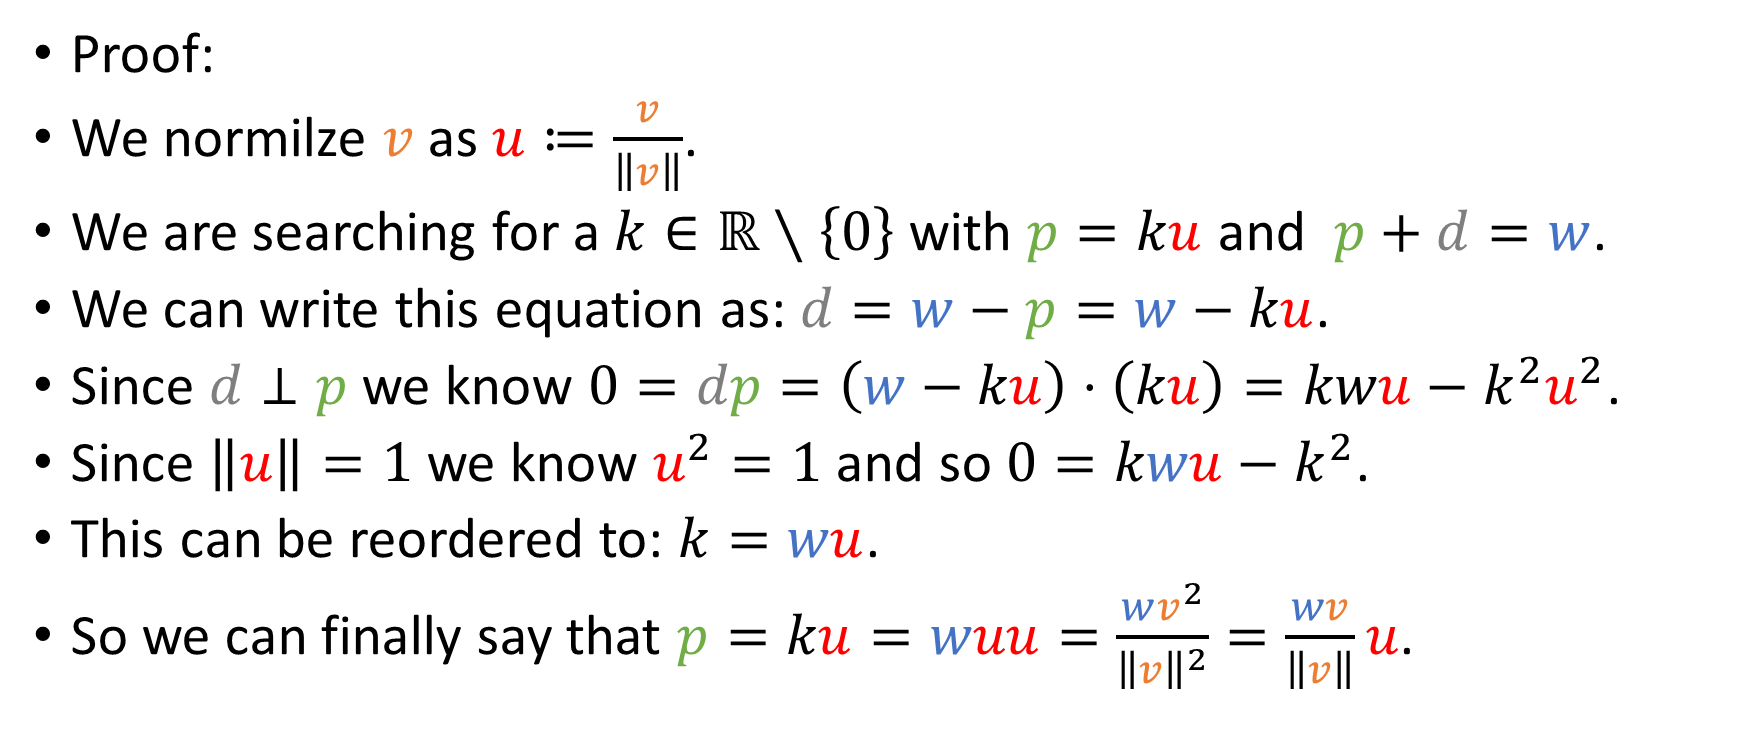 • Proof:
• We normilze v as u ≔ v/‖v‖.
• We are searching for a k ∈ ℝ \ {0} with p = ku and p + d = w.
• We can write this equation as: d = w − p = w − ku.
• Since d ⊥ p we know 0 = dp = (w − ku) · (ku) = kwu − k²u².
• Since ‖u‖ = 1 we know u² = 1 and so 0 = kwu − k².
• This can be reordered to: k = wu.
• So we can finally say that p = ku = wuu = wv²/‖v‖² = wv/‖v‖ u.